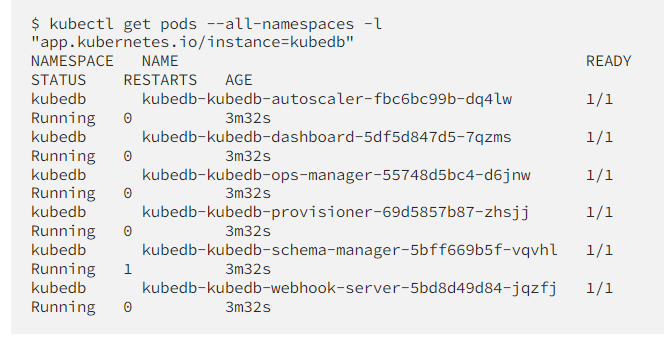 $ kubectl get pods --all-namespaces -l
"app.kubernetes.io/instance=kubedb"
NAMESPACE   NAME                                           READY
STATUS    RESTARTS   AGE
kubedb      kubedb-kubedb-autoscaler-fbc6bc99b-dq4lw        1/1
Running   0          3m32s
kubedb      kubedb-kubedb-dashboard-5df5d847d5-7qzms        1/1
Running   0          3m32s
kubedb      kubedb-kubedb-ops-manager-55748d5bc4-d6jnw      1/1
Running   0          3m32s
kubedb      kubedb-kubedb-provisioner-69d5857b87-zhsjj      1/1
Running   0          3m32s
kubedb      kubedb-kubedb-schema-manager-5bff669b5f-vqvhl   1/1
Running   1          3m32s
kubedb      kubedb-kubedb-webhook-server-5bd8d49d84-jqzfj   1/1
Running   0          3m32s